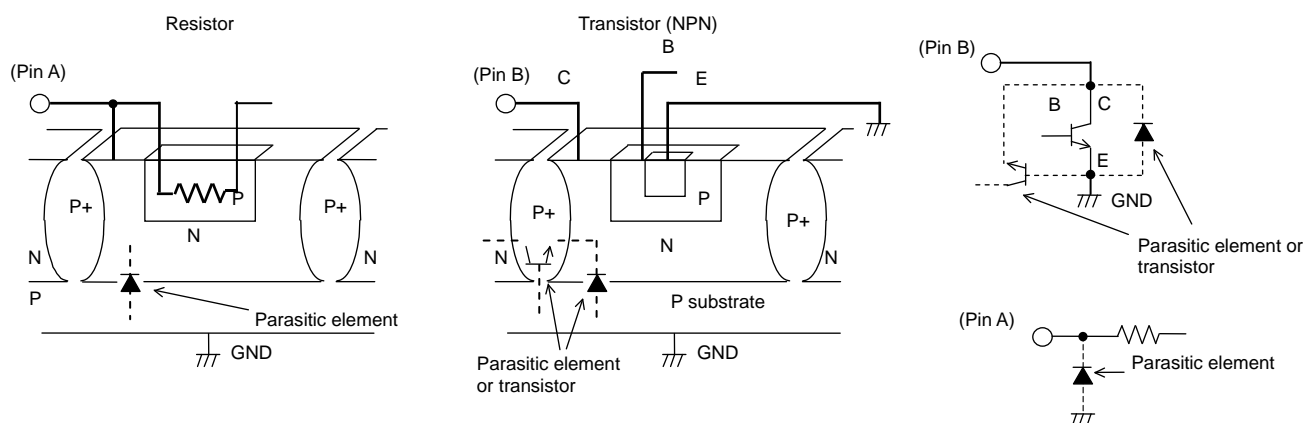 Resistor
(Pin A)
P
P+
P+
N
N
N
P
Parasitic element
GND
Transistor (NPN)
B
(Pin B)
C
E
P
P+
P+
N
N
N
P substrate
GND
Parasitic element
or transistor
(Pin B)
B
C
E
GND
Parasitic element or
transistor
(Pin A)
Parasitic element